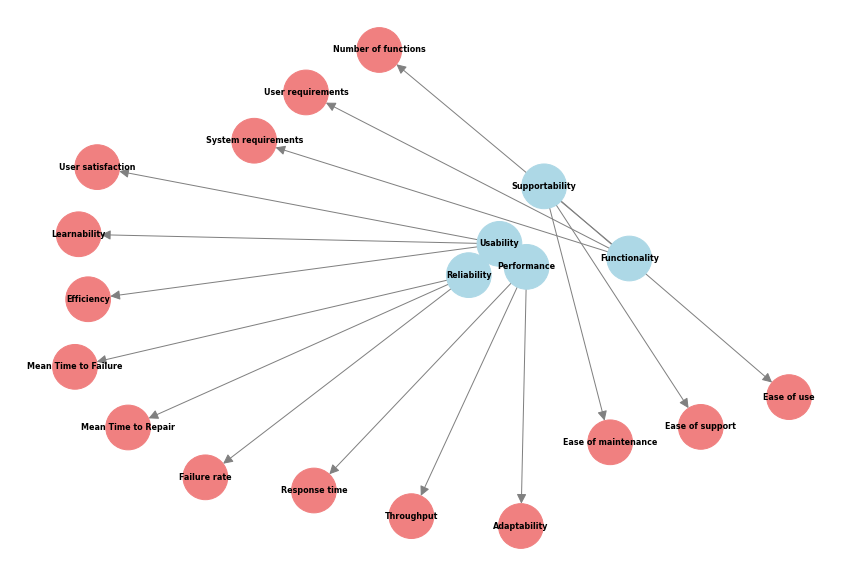 Number of functions
User requirements
System requirements
User satisfaction
Supportability
Learnability
Usability
Functionality
Performance
Reliability
Efficiency
Mean Time to Failure
Ease of use
Mean Time to Repair
Ease of support
Ease of maintenance
Failure rate
Response time
Throughput
Adaptability